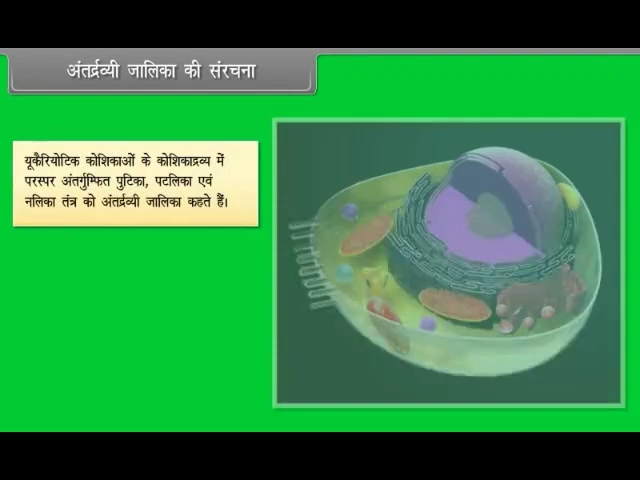 अंतर्द्रव्यी जालिका की संरचना
यूकैरियोटिक कोशिकाओं के कोशिकाद्रव्य में
परस्पर अंतर्गुम्फित पुटिका, पटलिका एवं
नलिका तंत्र को अंतर्द्रव्यी जालिका कहते हैं।